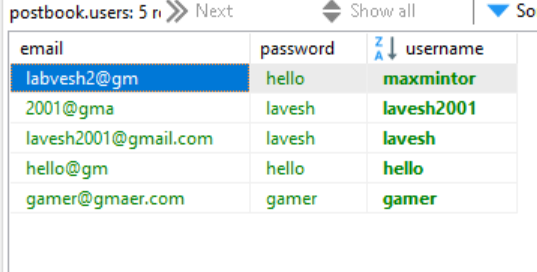 postbook.users: 5 r Next Show all So
email password username
labvesh2@gm hello maxmintor
2001@gma lavesh lavesh2001
lavesh2001@gmail.com lavesh lavesh
hello@gm hello hello
gamer@gmaer.com gamer gamer